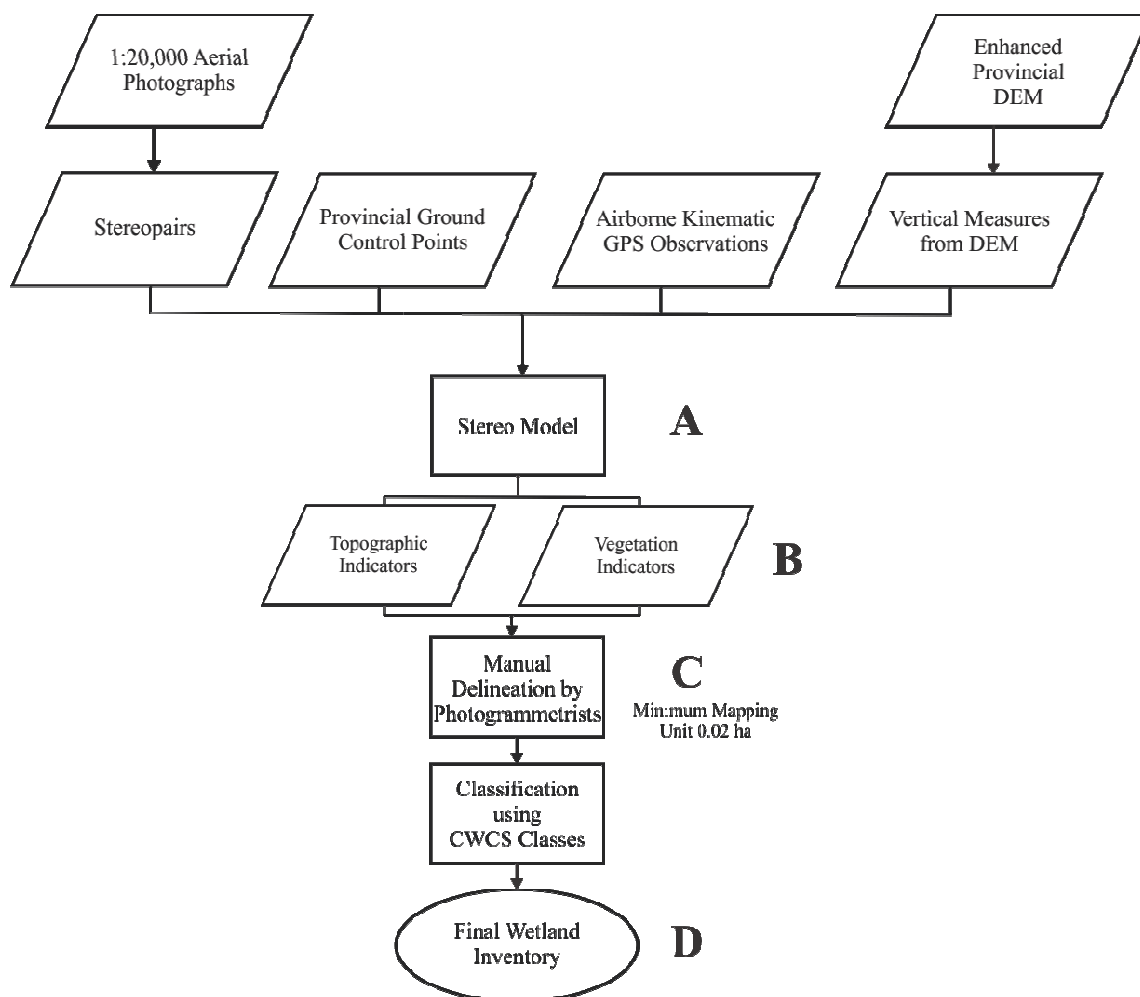 1:20,000 Aerial
Photographs
Enhanced
Provincial
DEM
Stereopairs
Provincial Ground
Control Points
Airborne Kinematic
GPS Observations
Vertical Measures
from DEM
Stereo Model
A
Topographic
Indicators
Vegetation
Indicators
B
Manual
Delineation by
Photogrammetrists
C
Minimum Mapping
Unit 0.02 ha
Classification
using
CWCS Classes
Final Wetland
Inventory
D